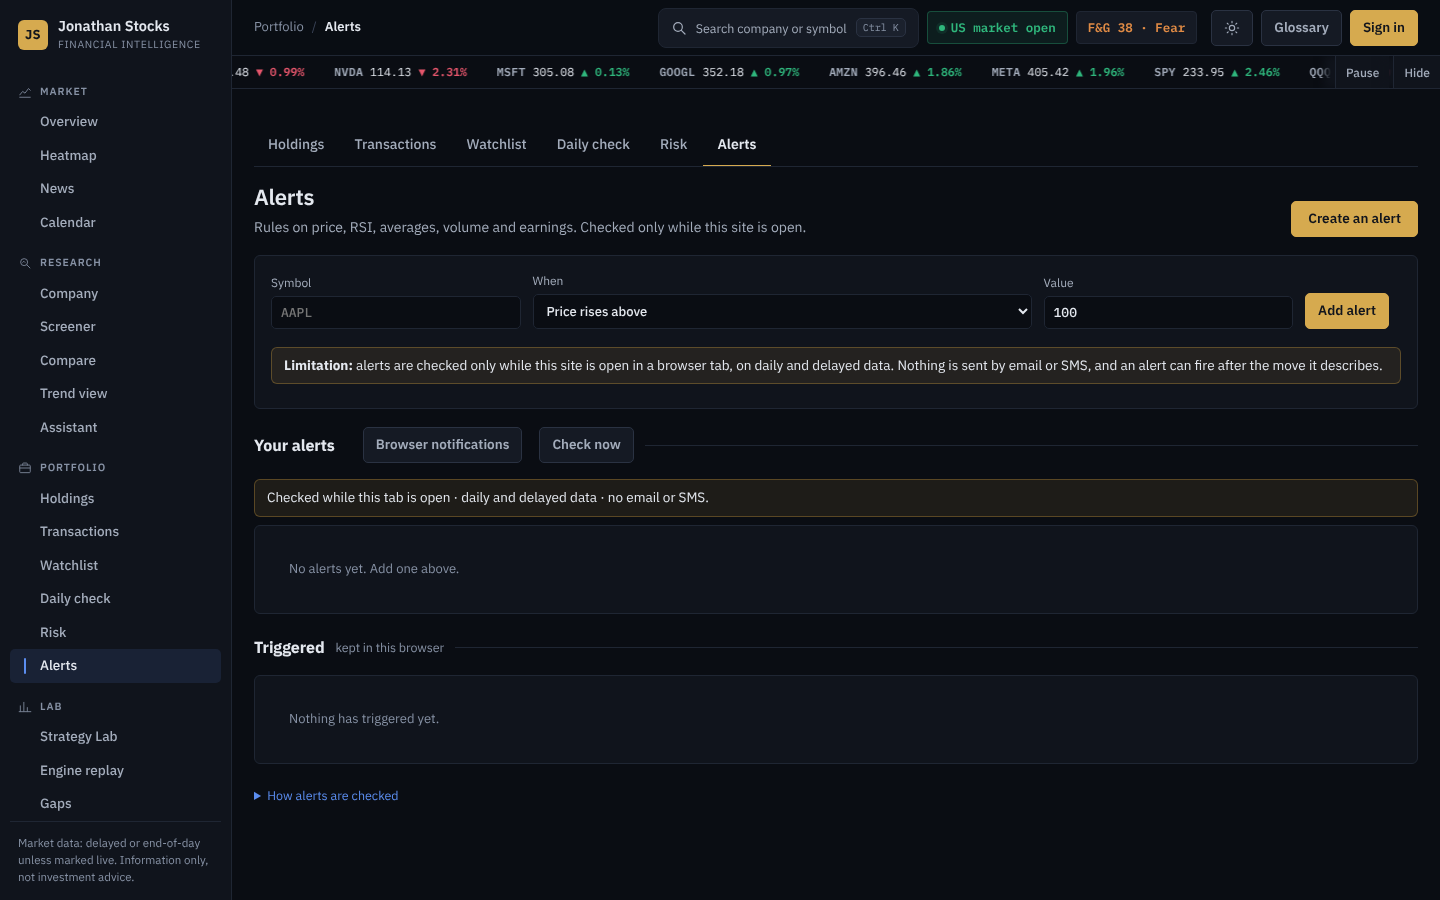 JS
Jonathan Stocks
FINANCIAL INTELLIGENCE
MARKET
Overview
Heatmap
News
Calendar
RESEARCH
Company
Screener
Compare
Trend view
Assistant
PORTFOLIO
Holdings
Transactions
Watchlist
Daily check
Risk
Alerts
LAB
Strategy Lab
Engine replay
Gaps
Market data: delayed or end-of-day
unless marked live. Information only,
not investment advice.
Portfolio / Alerts
Search company or symbol Ctrl K
US market open
F&G 38 · Fear
Glossary
Sign in
.48 ▼ 0.99% NVDA 114.13 ▼ 2.31% MSFT 305.08 ▲ 0.13% GOOGL 352.18 ▲ 0.97% AMZN 396.46 ▲ 1.86% META 405.42 ▲ 1.96% SPY 233.95 ▲ 2.46% QQQ
Pause
Hide
Holdings Transactions Watchlist Daily check Risk Alerts
Alerts
Rules on price, RSI, averages, volume and earnings. Checked only while this site is open.
Create an alert
Symbol
AAPL
When
Price rises above
Value
100
Add alert
Limitation: alerts are checked only while this site is open in a browser tab, on daily and delayed data. Nothing is sent by email or SMS, and an alert can fire after the move it describes.
Your alerts
Browser notifications
Check now
Checked while this tab is open · daily and delayed data · no email or SMS.
No alerts yet. Add one above.
Triggered kept in this browser
Nothing has triggered yet.
▶ How alerts are checked